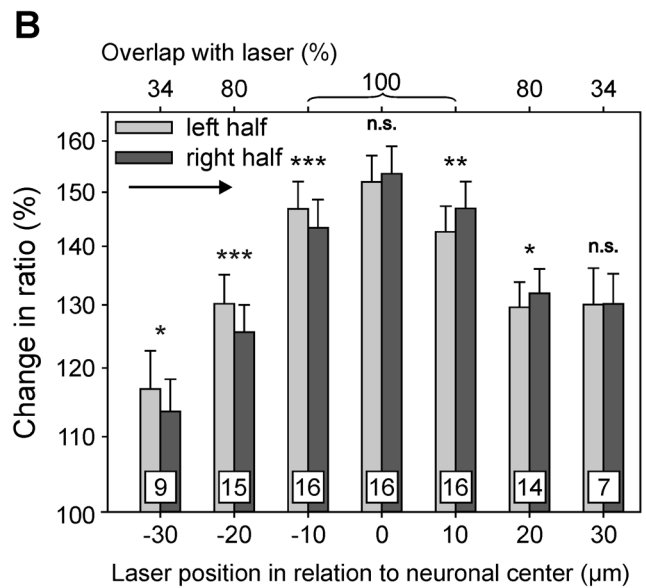 B
Overlap with laser (%)
34 80 100 80 34
left half
right half
n.s.
160
150
140
130
120
110
100
Change in ratio (%)
* *** *** ** * n.s.
9 15 16 16 16 14 7
-30 -20 -10 0 10 20 30
Laser position in relation to neuronal center (µm)